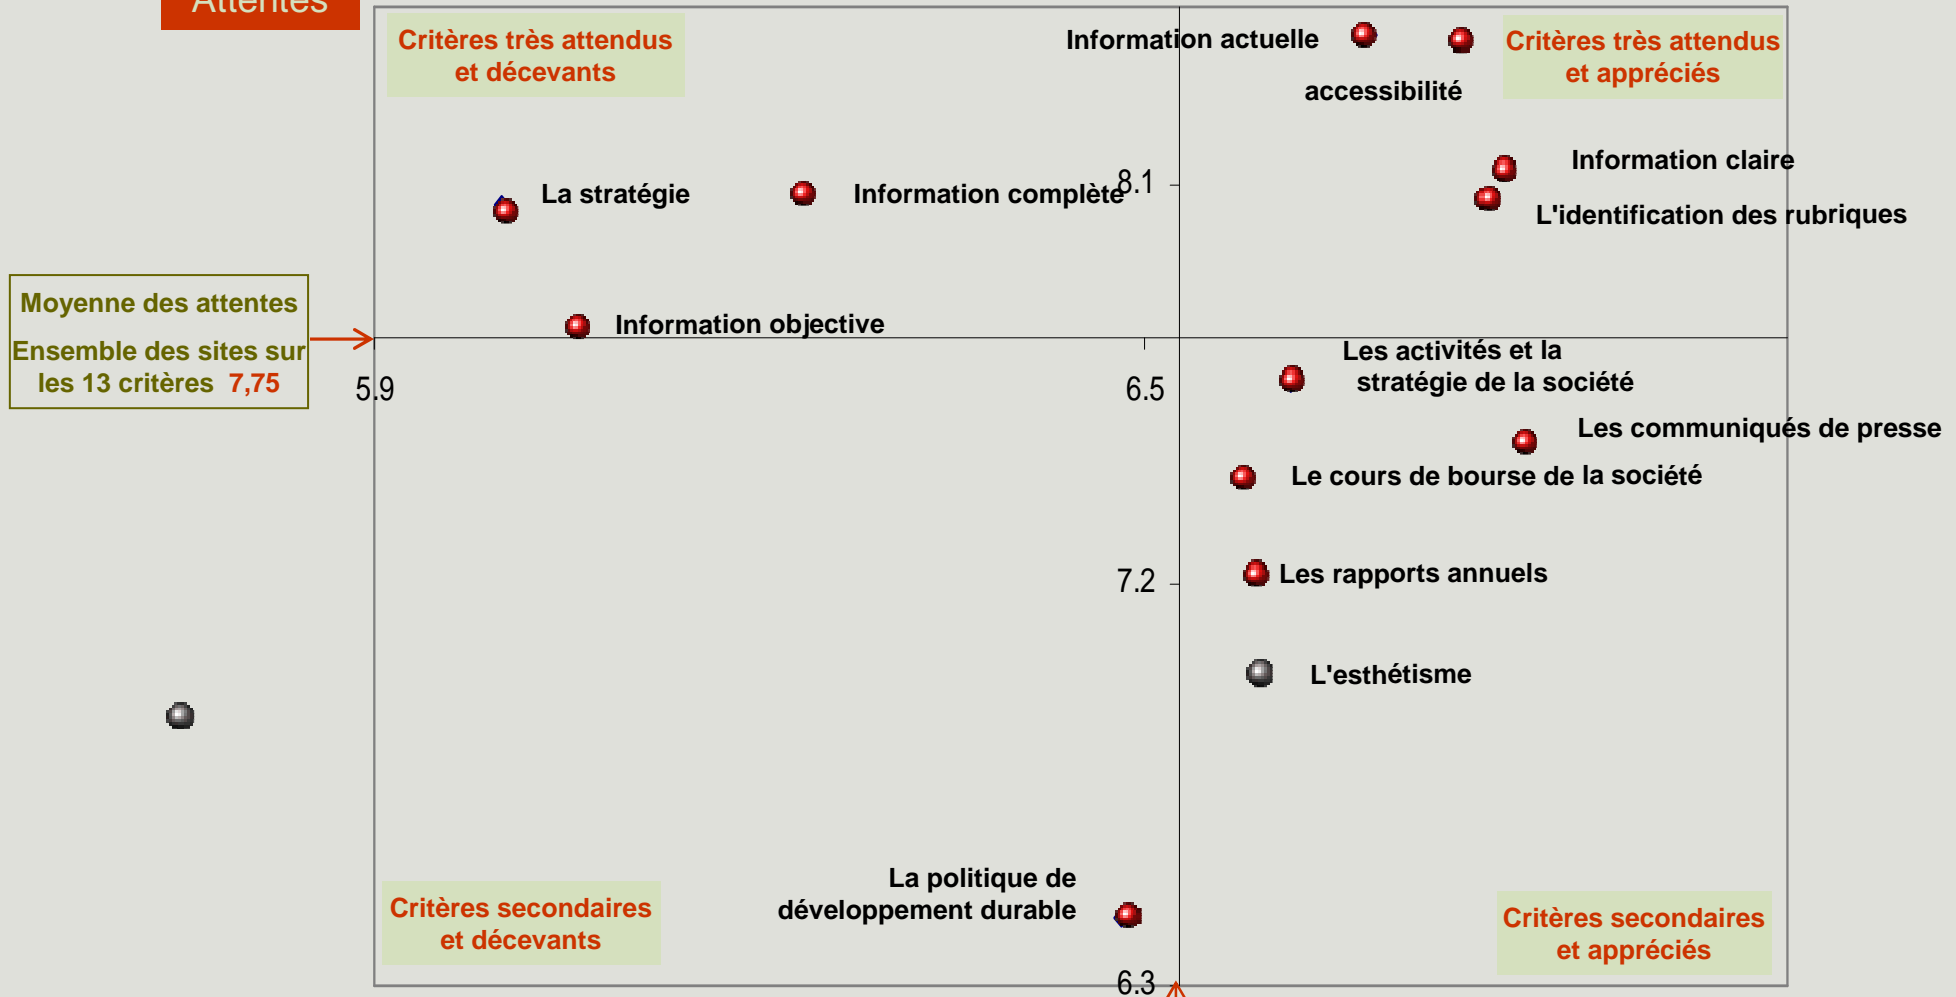 Attentes
Critères très attendus
et décevants
Information actuelle
Critères très attendus
et appréciés
accessibilité
Information claire
La stratégie
Information complète
8.1
L'identification des rubriques
Moyenne des attentes
Ensemble des sites sur
les 13 critères 7,75
Information objective
5.9
6.5
Les activités et la
stratégie de la société
Les communiqués de presse
Le cours de bourse de la société
7.2
Les rapports annuels
L'esthétisme
La politique de
développement durable
Critères secondaires
et décevants
Critères secondaires
et appréciés
6.3